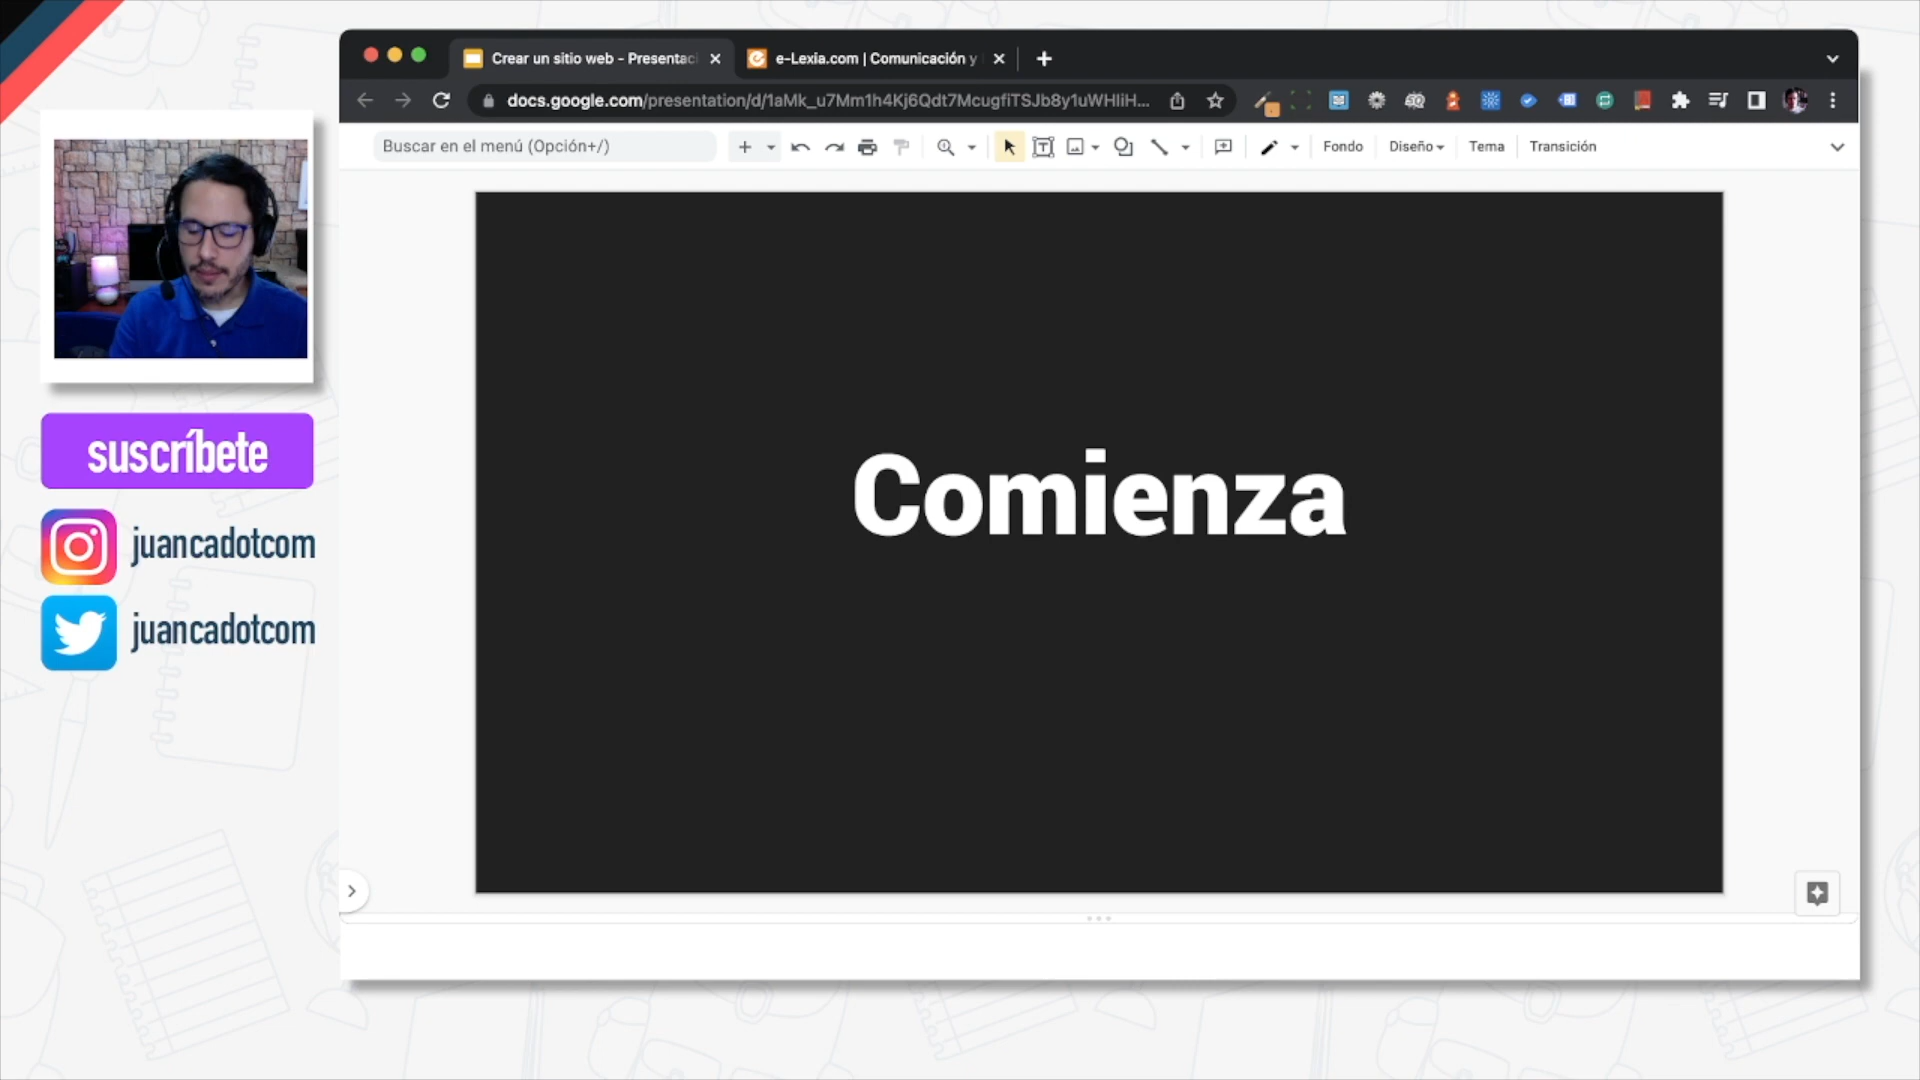 Crear un sitio web - Presentac
e-Lexia.com | Comunicación y
docs.google.com/presentation/d/1aMk_u7Mm1h4Kj6Qdt7McugfiTSJb8y1uWHIiH...
Buscar en el menú (Opción+/)
Fondo
Diseño
Tema
Transición
Comienza
suscríbete
juancadotcom
juancadotcom